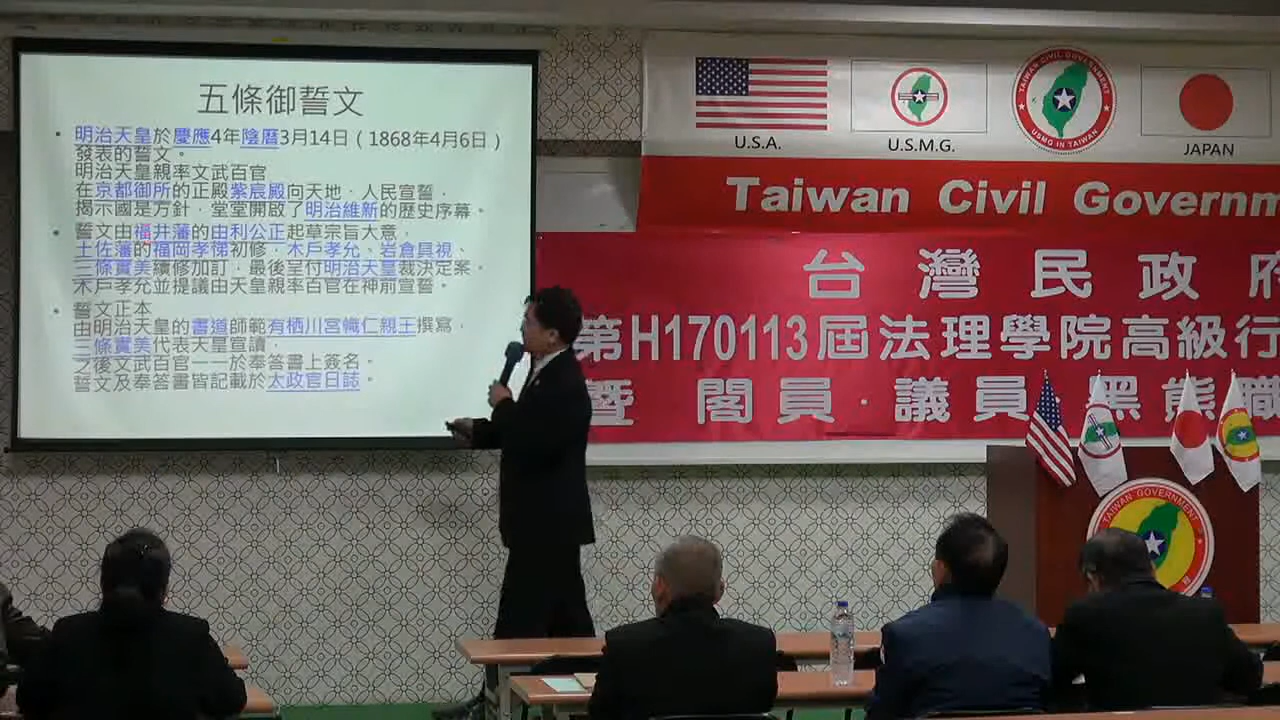 五條御誓文
• 明治天皇於慶應4年陰曆3月14日（1868年4月6日）
發表的誓文。
明治天皇親率文武百官
在京都御所的正殿紫宸殿向天地、人民宣誓，
揭示國是方針，堂堂開啟了明治維新的歷史序幕。
• 誓文由福井藩的由利公正起草宗旨大意，
土佐藩的福岡孝悌初修，木戶孝允、岩倉具視、
三條實美續修加訂，最後呈付明治天皇裁決定案。
木戶孝允並提議由天皇親率百官在神前宣誓。
• 誓文正本
由明治天皇的書道師範有栖川宮幟仁親王撰寫，
三條實美代表天皇宣讀，
之後文武百官一一於奉答書上簽名。
誓文及奉答書皆記載於太政官日誌。
U.S.A.
U.S.M.G.
TAIWAN CIVIL GOVERNMENT
USMG IN TAIWAN
JAPAN
Taiwan Civil Governm
台灣民政府
第H170113屆法理學院高級行
暨 閣員．議員．黑熊職
TAIWAN GOVERNMENT